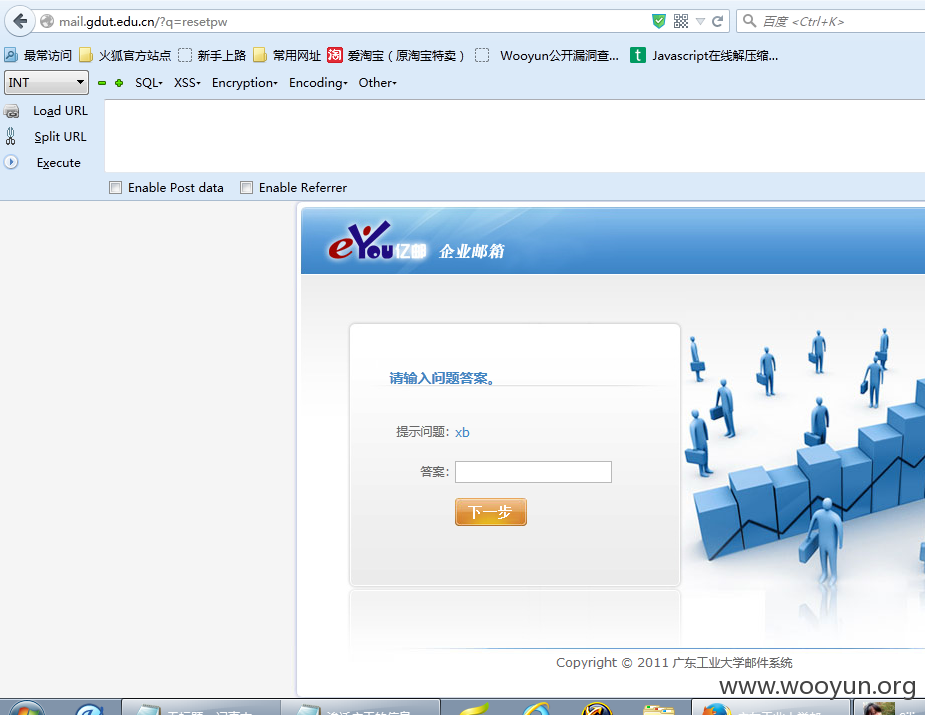 mail.gdut.edu.cn/?q=resetpw
百度 <Ctrl+K>
最常访问 火狐官方站点 新手上路 常用网址 淘 爱淘宝（原淘宝特卖） Wooyun公开漏洞查... t Javascript在线解压缩...
INT SQL XSS Encryption Encoding Other
Load URL
Split URL
Execute
Enable Post data Enable Referrer
eYou亿邮 企业邮箱
请输入问题答案。
提示问题: xb
答案:
下一步
Copyright © 2011 广东工业大学邮件系统
www.wooyun.org